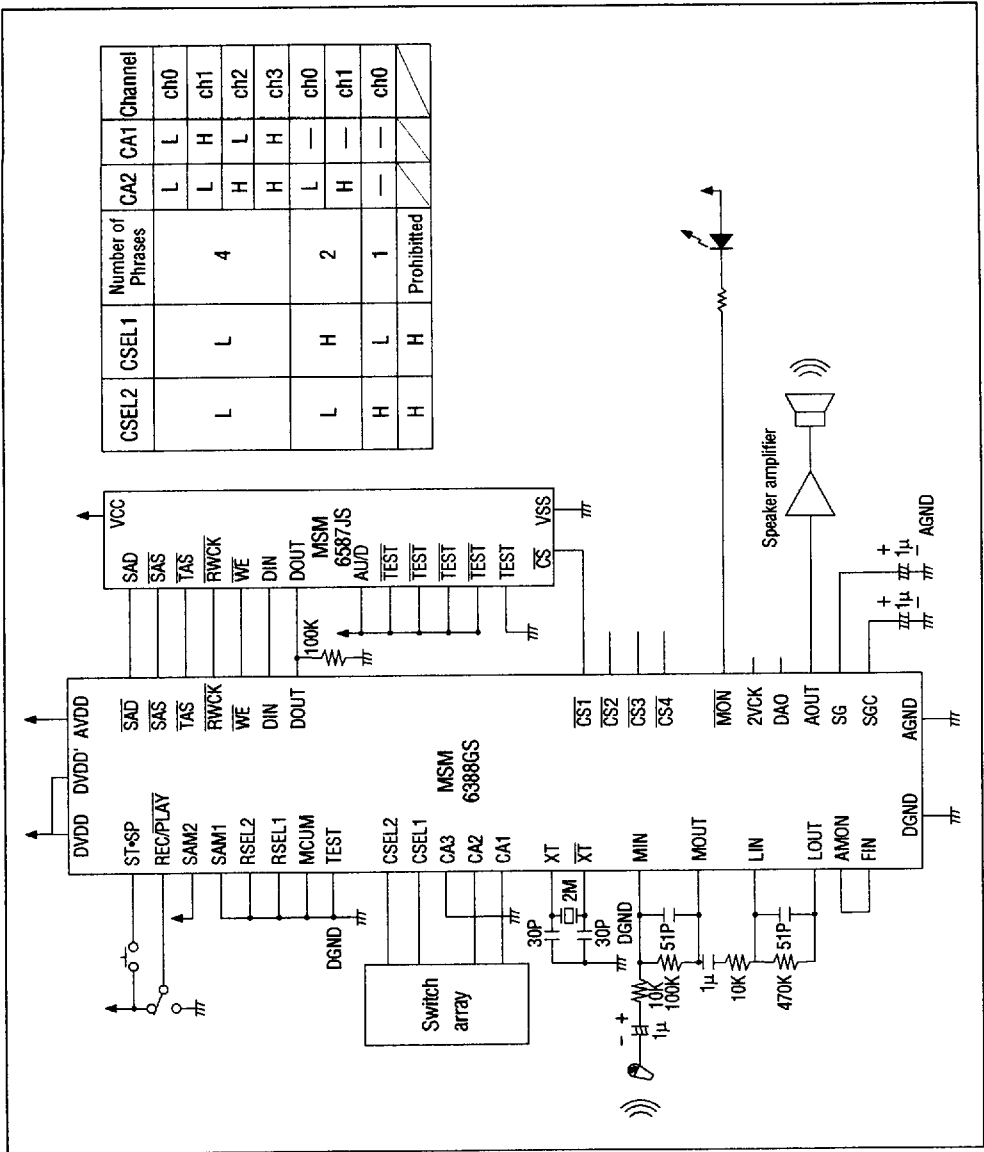 CSEL2 CSEL1 Number of Phrases CA2 CA1 Channel
L L 4 L L ch0
L H ch1
H L ch2
H H ch3
L H 2 L — ch0
H — ch1
H L 1 — — ch0
H H Prohibitted
DVDD DVDD' AVDD
ST•SP
REC/PLAY
SAM2
SAM1
RSEL2
RSEL1
MCUM
TEST
DGND
CSEL2
CSEL1
CA3
CA2
CA1
Switch array
XT
XT
30P
2M
30P
DGND
MIN
MOUT
LIN
LOUT
AMON
FIN
- +
1μ
10K
100K
51P
1μ
10K
470K
51P
MSM
6388GS
SAD
SAS
TAS
RWCK
WE
DIN
DOUT
CS1
CS2
CS3
CS4
MON
2VCK
DAO
AOUT
SG
SGC
DGND AGND
100K
VCC
SAD
SAS
TAS
RWCK
WE
DIN
DOUT
AU/D
TEST
TEST
TEST
TEST
TEST
CS
VSS
MSM
6587JS
Speaker amplifier
+
1μ
-
+
1μ
-
AGND